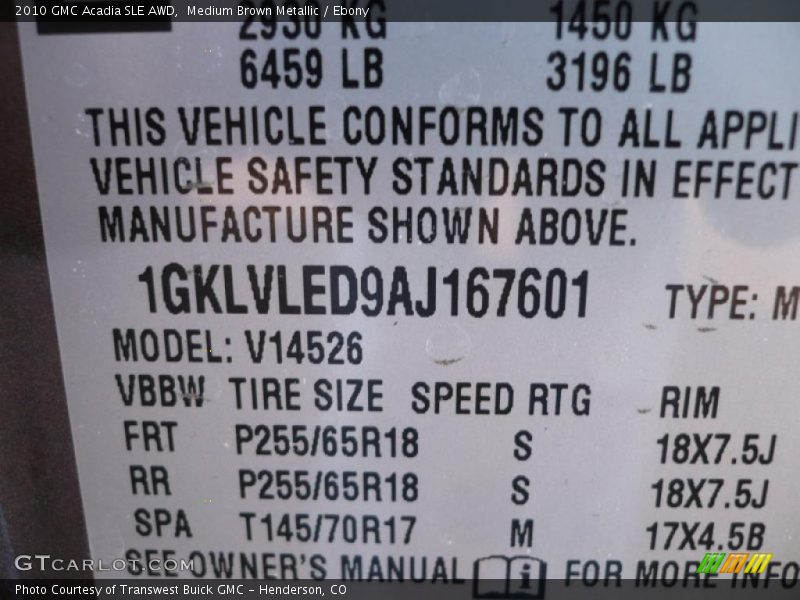 2010 GMC Acadia SLE AWD,  Medium Brown Metallic / Ebony
2930 KG 1450 KG
6459 LB 3196 LB
THIS VEHICLE CONFORMS TO ALL APPLI
VEHICLE SAFETY STANDARDS IN EFFECT
MANUFACTURE SHOWN ABOVE.
1GKLVLED9AJ167601 TYPE: M
MODEL: V14526
VBBW TIRE SIZE SPEED RTG RIM
FRT P255/65R18 S 18X7.5J
RR P255/65R18 S 18X7.5J
SPA T145/70R17 M 17X4.5B
SEE OWNER'S MANUAL i FOR MORE INFO
GTCARLOT.COM
Photo Courtesy of Transwest Buick GMC - Henderson, CO